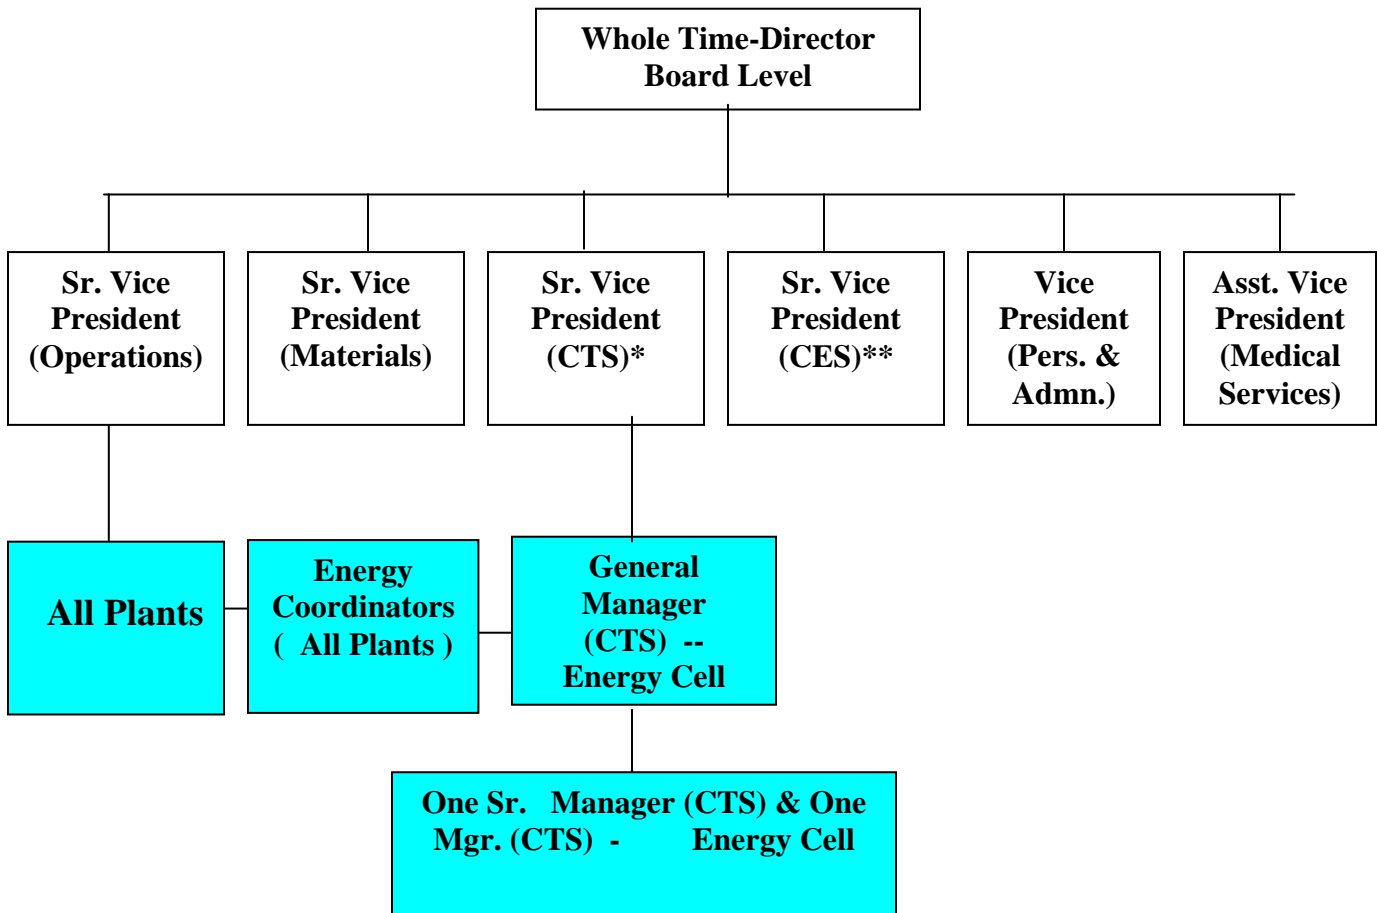 Whole Time-Director
Board Level
Sr. Vice
President
(Operations)
Sr. Vice
President
(Materials)
Sr. Vice
President
(CTS)*
Sr. Vice
President
(CES)**
Vice
President
(Pers. &
Admn.)
Asst. Vice
President
(Medical
Services)
All Plants
Energy
Coordinators
( All Plants )
General
Manager
(CTS) --
Energy Cell
One Sr. Manager (CTS) & One
Mgr. (CTS) - Energy Cell